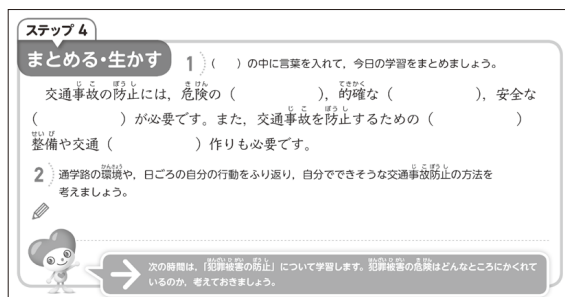 ステップ 4
まとめる・生かす
1 （　　）の中に言葉を入れて，今日の学習をまとめましょう。
交通事故の防止には，危険の（　　　　　），的確な（　　　　　），安全な
（　　　　　）が必要です。また，交通事故を防止するための（　　　　　）
整備や交通（　　　　　）作りも必要です。
2 通学路の環境や，日ごろの自分の行動をふり返り，自分でできそうな交通事故防止の方法を
考えましょう。
次の時間は，「犯罪被害の防止」について学習します。犯罪被害の危険はどんなところにかくれて
いるのか，考えておきましょう。